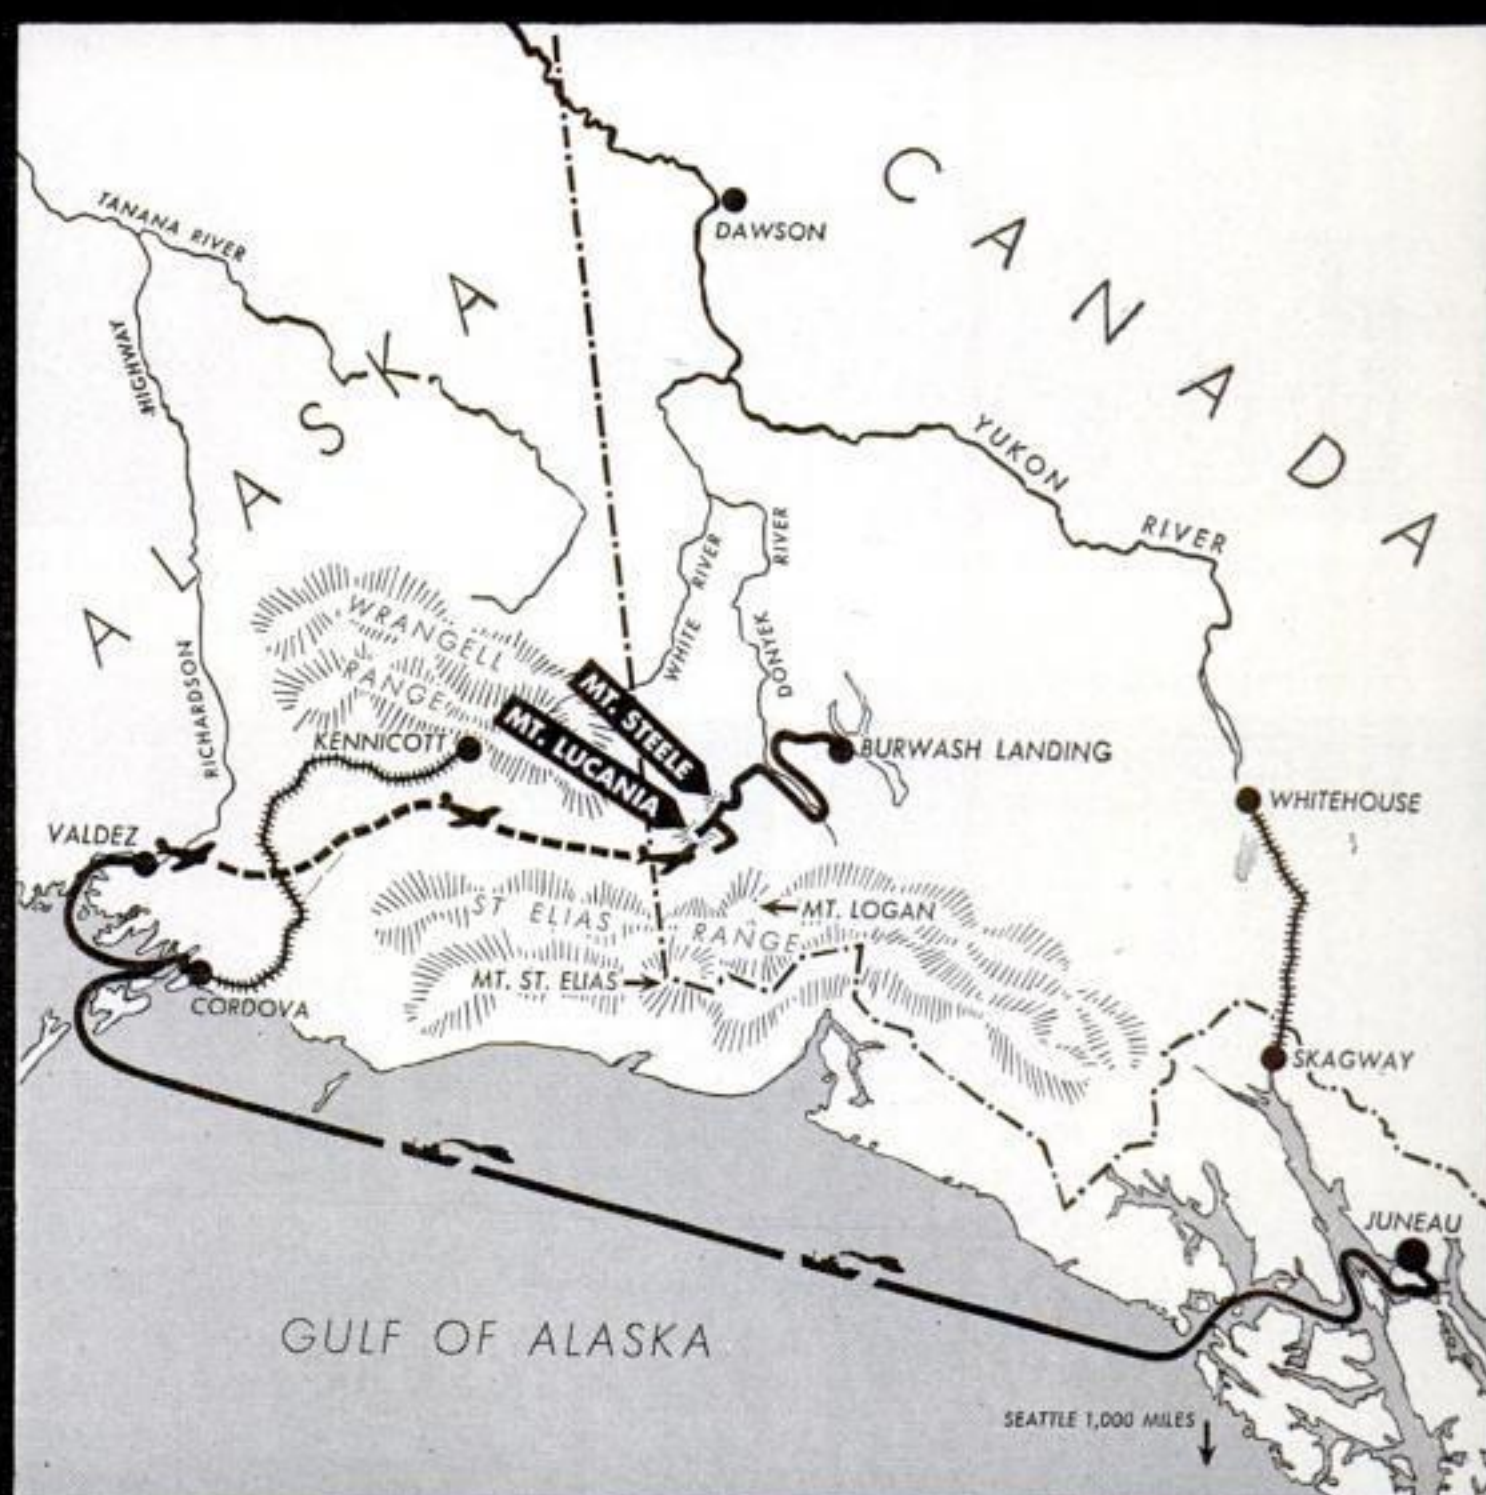 CANADA
TANANA RIVER
DAWSON
ALASKA
HIGHWAY
YUKON
RIVER
RIVER
RIVER
WRANGELL
WHITE
DONJEK
RICHARDSON
RANGE
MT. STEELE
MT. LUCANIA
KENNICOTT
BURWASH LANDING
WHITEHOUSE
VALDEZ
ST ELIAS
RANGE
MT. LOGAN
MT. ST. ELIAS
CORDOVA
SKAGWAY
JUNEAU
GULF OF ALASKA
SEATTLE 1,000 MILES